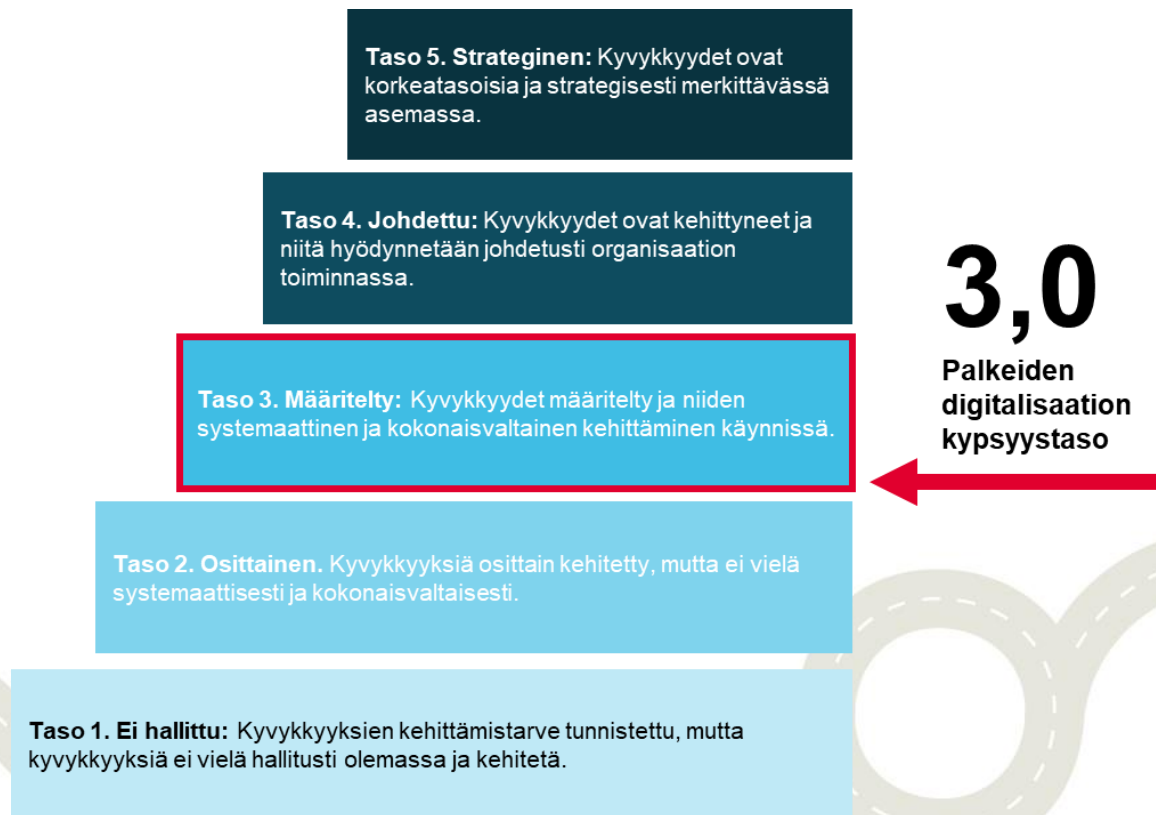 Taso 5. Strateginen: Kyvykkyydet ovat
korkeatasoisia ja strategisesti merkittävässä
asemassa.
Taso 4. Johdettu: Kyvykkyydet ovat kehittyneet ja
niitä hyödynnetään johdetusti organisaation
toiminnassa.
3,0
Palkeiden
digitalisaation
kypsyystaso
Taso 3. Määritelty: Kyvykkyydet määritelty ja niiden
systemaattinen ja kokonaisvaltainen kehittäminen käynnissä.
Taso 2. Osittainen. Kyvykkyyksiä osittain kehitetty, mutta ei vielä
systemaattisesti ja kokonaisvaltaisesti.
Taso 1. Ei hallittu: Kyvykkyyksien kehittämistarve tunnistettu, mutta
kyvykkyyksiä ei vielä hallitusti olemassa ja kehitetä.